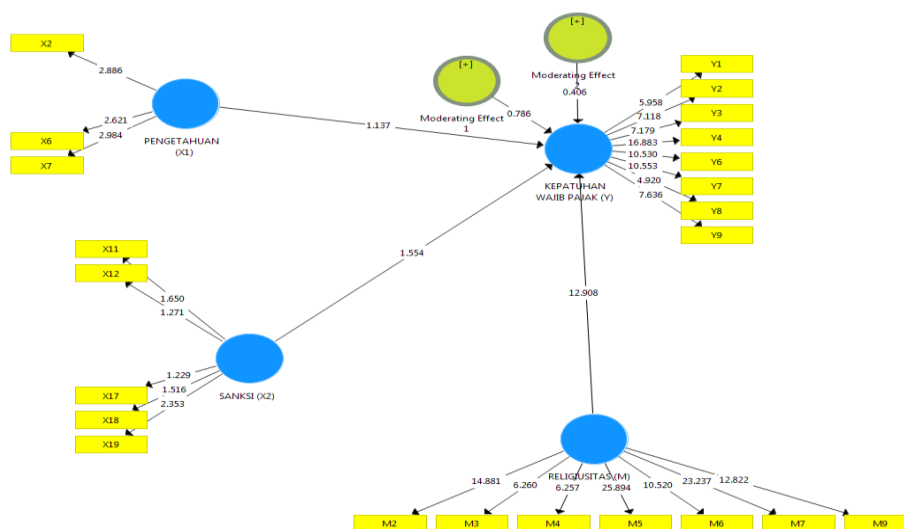 [+]
Moderating Effect
2
0.406
[+]
Moderating Effect
1
0.786
X2
2.886
X6
2.621
X7
2.984
PENGETAHUAN
(X1)
1.137
KEPATUHAN
WAJIB PAJAK (Y)
Y1
5.958
Y2
7.118
Y3
7.179
Y4
16.883
Y6
10.530
Y7
10.553
Y8
4.920
Y9
7.636
X11
1.650
X12
1.271
X17
1.229
X18
1.516
X19
2.353
SANKSI (X2)
1.554
12.908
RELIGIUSITAS (M)
14.881
6.260
6.257
25.894
10.520
23.237
12.822
M2
M3
M4
M5
M6
M7
M9